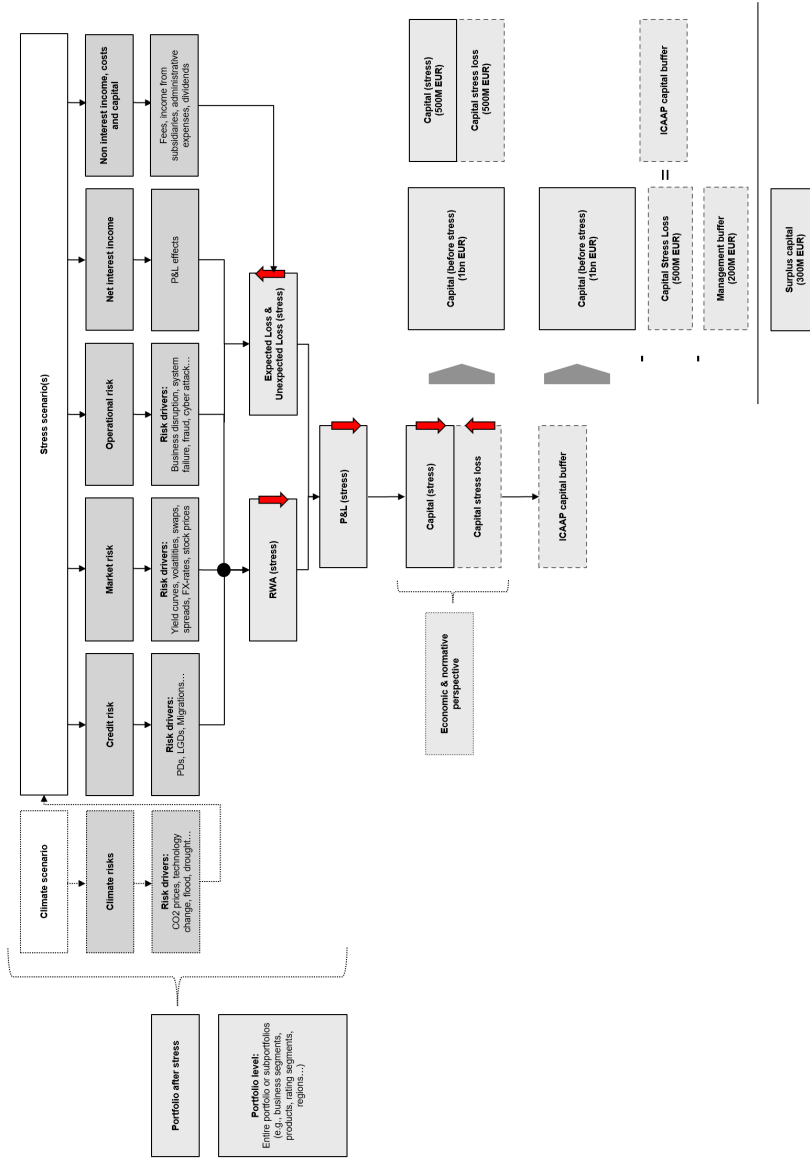 Climate scenario
Stress scenario(s)
Climate risks
Credit risk
Market risk
Operational risk
Net interest income
Non interest income, costs
and capital
Risk drivers:
CO2 prices, technology
change, flood, drought…
Risk drivers:
PDs, LGDs, Migrations…
Risk drivers:
Yield curves, volatilities, swaps,
spreads, FX-rates, stock prices
Risk drivers:
Business disruption, system
failure, fraud, cyber attack…
P&L effects
Fees, income from
subsidiaries, administrative
expenses, dividends
Portfolio after stress
Portfolio level:
Entire portfolio or subportfolios
(e.g., business segments,
products, rating segments,
regions…)
RWA (stress)
Expected Loss &
Unexpected Loss (stress)
P&L (stress)
Economic & normative
perspective
Capital (stress)
Capital stress loss
Capital (before stress)
(1bn EUR)
Capital (stress)
(500M EUR)
Capital stress loss
(500M EUR)
ICAAP capital buffer
Capital (before stress)
(1bn EUR)
-
Capital Stress Loss
(500M EUR)
=
ICAAP capital buffer
-
Management buffer
(200M EUR)
Surplus capital
(300M EUR)